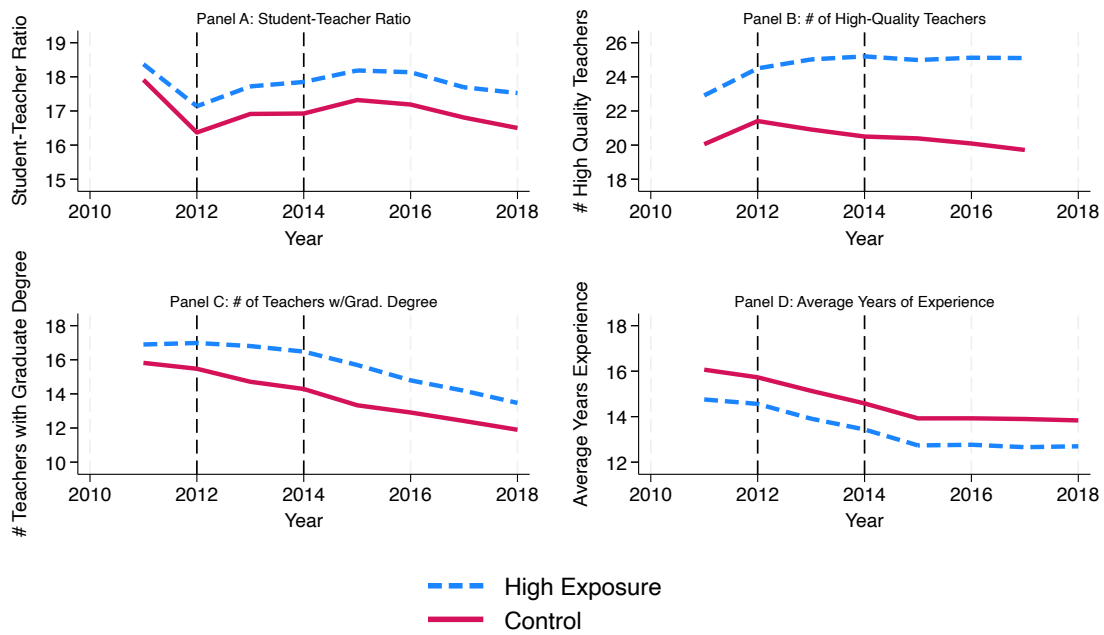 Panel A: Student-Teacher Ratio
Student-Teacher Ratio
19
18
17
16
15
2010 2012 2014 2016 2018
Year
Panel B: # of High-Quality Teachers
# High Quality Teachers
26
24
22
20
18
2010 2012 2014 2016 2018
Year
Panel C: # of Teachers w/Grad. Degree
# Teachers with Graduate Degree
18
16
14
12
10
2010 2012 2014 2016 2018
Year
Panel D: Average Years of Experience
Average Years Experience
18
16
14
12
2010 2012 2014 2016 2018
Year
High Exposure
Control